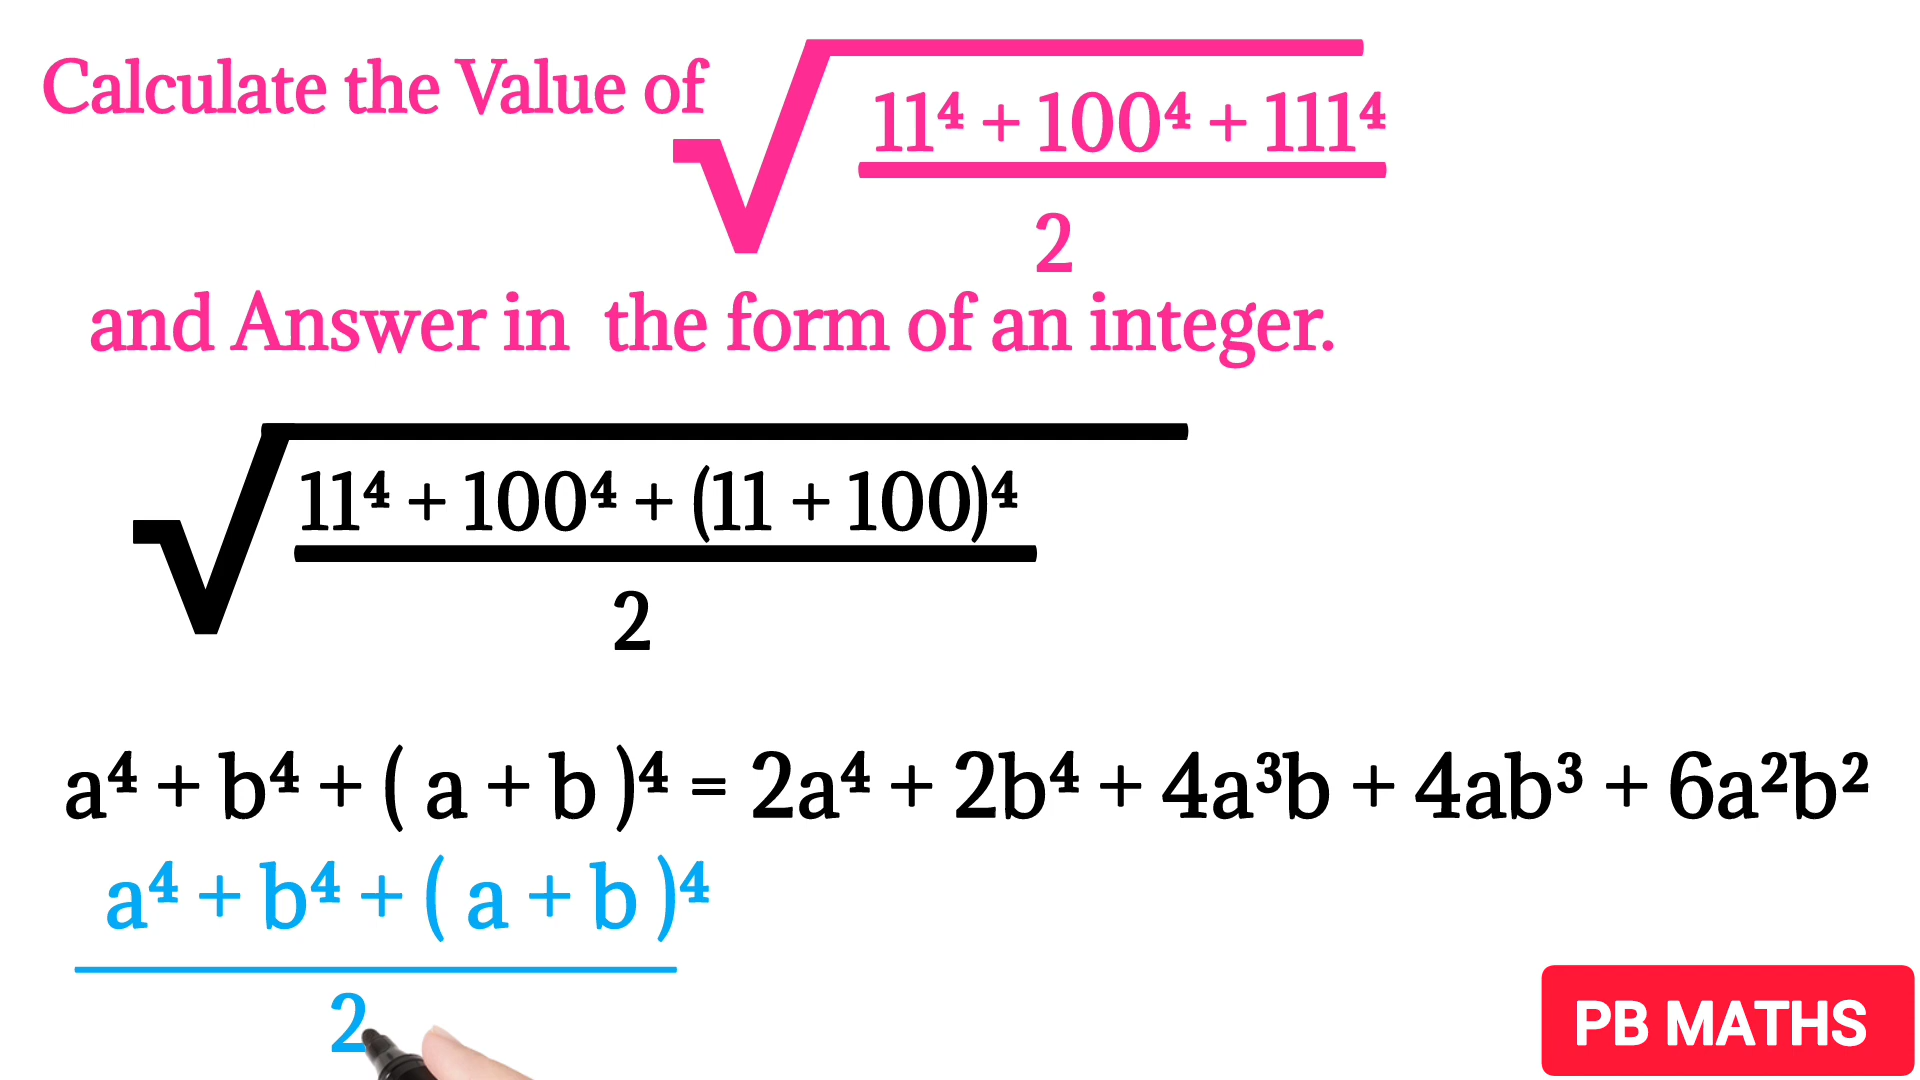 Calculate the Value of √ 11⁴ + 100⁴ + 111⁴
2
and Answer in the form of an integer.
√ 11⁴ + 100⁴ + (11 + 100)⁴
2
a⁴ + b⁴ + ( a + b )⁴ = 2a⁴ + 2b⁴ + 4a³b + 4ab³ + 6a²b²
a⁴ + b⁴ + ( a + b )⁴
2
PB MATHS